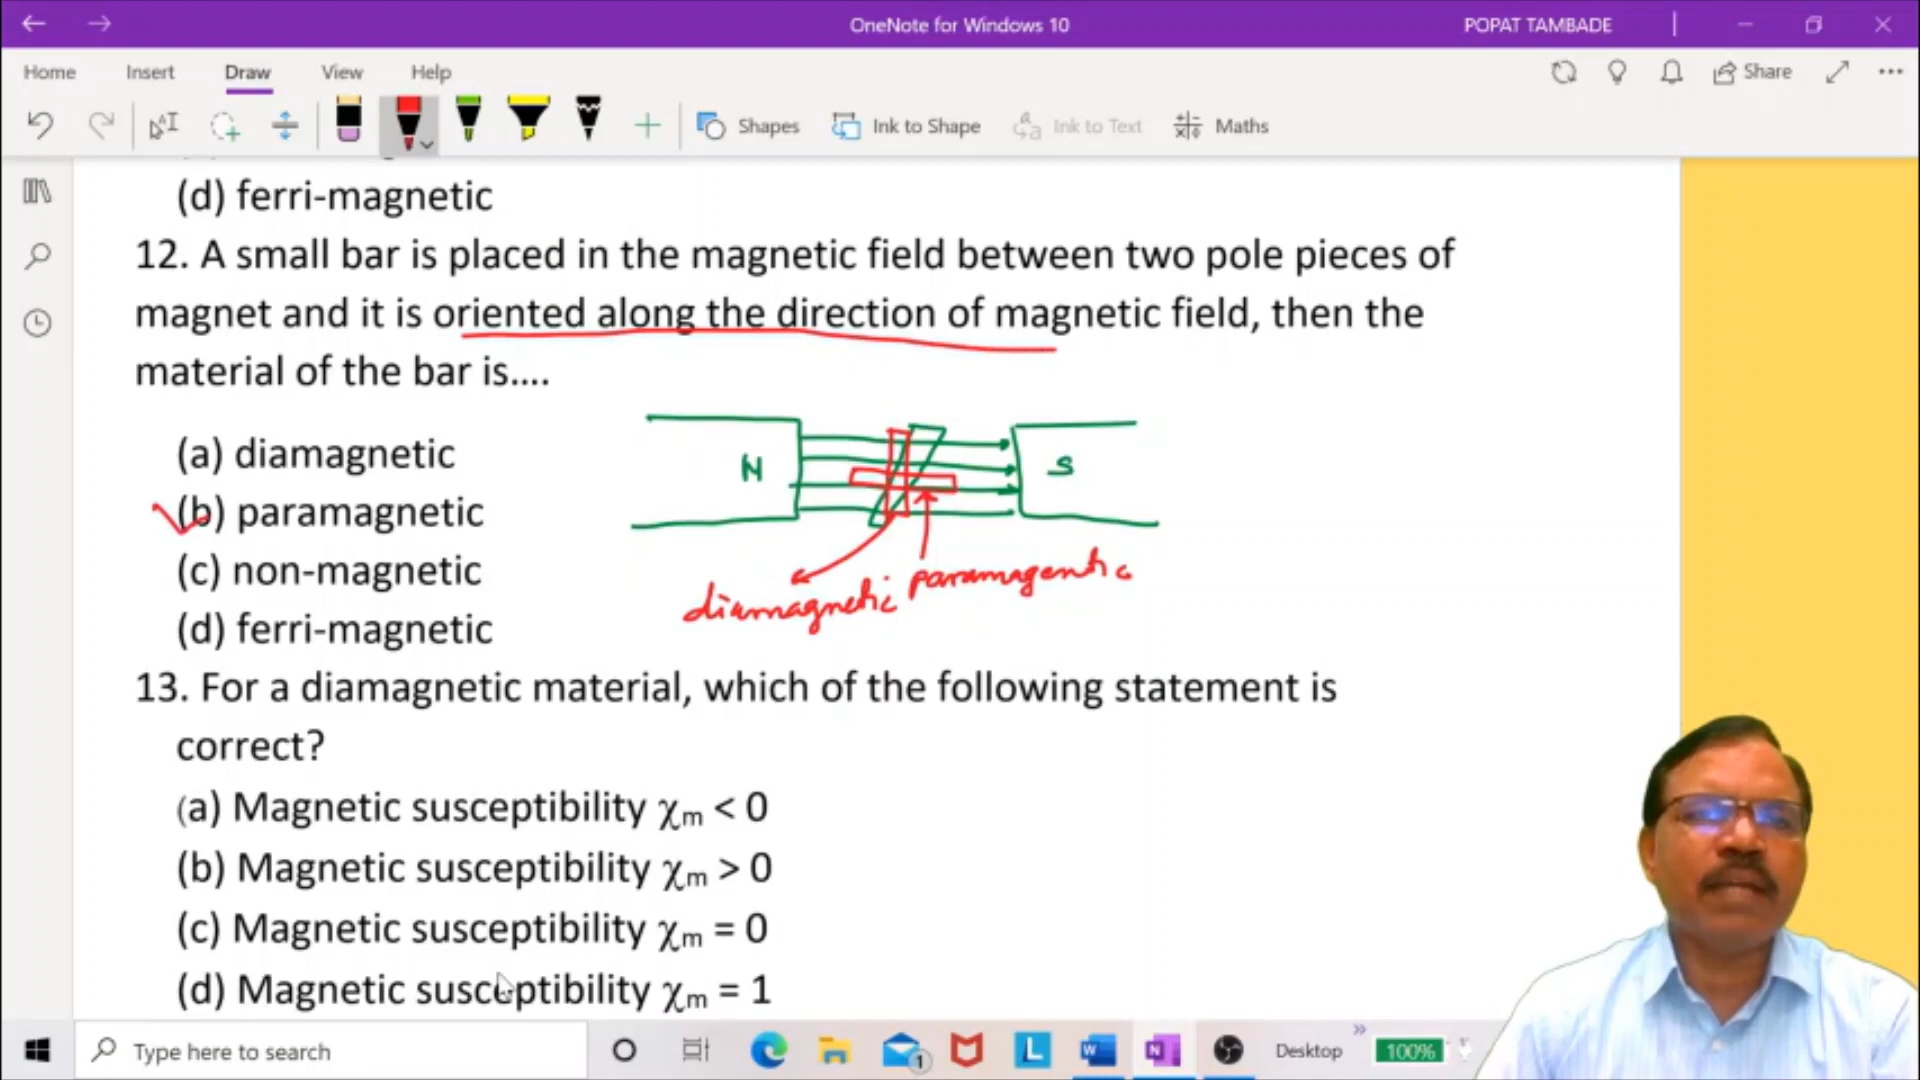 OneNote for Windows 10
POPAT TAMBADE
Home Insert Draw View Help
Share
Shapes Ink to Shape Ink to Text Maths
(d) ferri-magnetic
12. A small bar is placed in the magnetic field between two pole pieces of
magnet and it is oriented along the direction of magnetic field, then the
material of the bar is....
(a) diamagnetic
(b) paramagnetic
(c) non-magnetic
(d) ferri-magnetic
N
S
diamagnetic
paramagentic
13. For a diamagnetic material, which of the following statement is
correct?
(a) Magnetic susceptibility χm < 0
(b) Magnetic susceptibility χm > 0
(c) Magnetic susceptibility χm = 0
(d) Magnetic susceptibility χm = 1
Type here to search
1
L
W
N
Desktop
100%